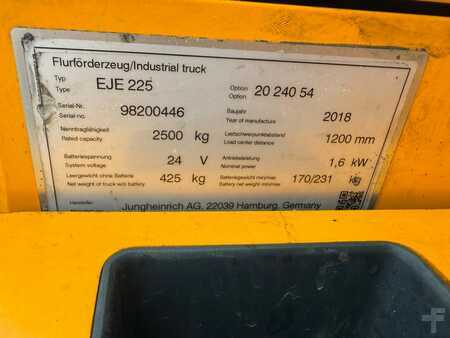 Flurförderzeug/Industrial truck
Typ
Type EJE 225 Option
Option 20 240 54
Serial-Nr.
Serial-no. 98200446 Baujahr
Year of manufacture 2018
Nenntragfähigkeit
Rated capacity 2500 kg Lastschwerpunktabstand
Load center distance 1200 mm
Batteriespannung
System voltage 24 V Antriebsleistung 1,6 kW
Leergewicht ohne Batterie
Net weight of truck w/o battery 425 kg Batteriegewicht min/max
Battery net weight min/max 170/231 kg
Hersteller Jungheinrich AG, 22039 Hamburg, Germany